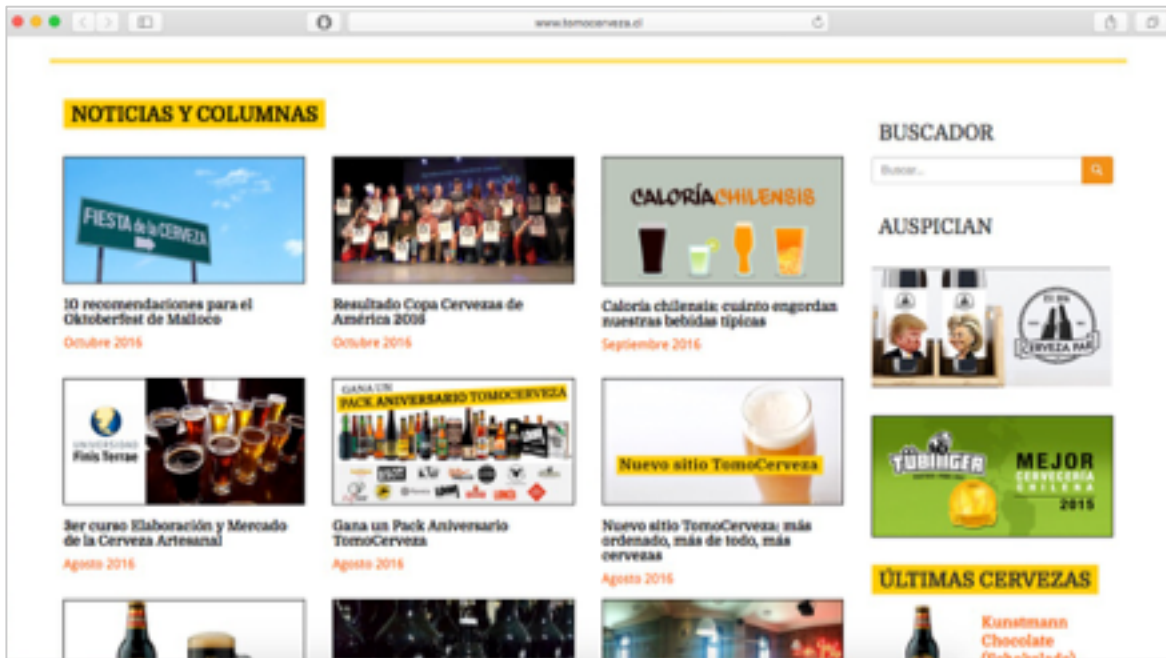 www.tomocerveza.cl
NOTICIAS Y COLUMNAS
FIESTA de la CERVEZA
10 recomendaciones para el
Oktoberfest de Malloco
Octubre 2016
Resultado Copa Cervezas de
América 2016
Octubre 2016
CALORÍACHILENSIS
Caloría chilensis: cuánto engordan
nuestras bebidas típicas
Septiembre 2016
UNIVERSIDAD
Finis Terrae
3er curso Elaboración y Mercado
de la Cerveza Artesanal
Agosto 2016
GANA UN
PACK ANIVERSARIO TOMOCERVEZA
Gana un Pack Aniversario
TomoCerveza
Agosto 2016
Nuevo sitio TomoCerveza
Nuevo sitio TomoCerveza: más
ordenado, más de todo, más
cervezas
Agosto 2016
BUSCADOR
Buscar...
AUSPICIAN
CERVEZA PAR
TÜBINGER
MEJOR
CERVECERÍA
CHILENA
2015
ÚLTIMAS CERVEZAS
Kunstmann
Chocolate